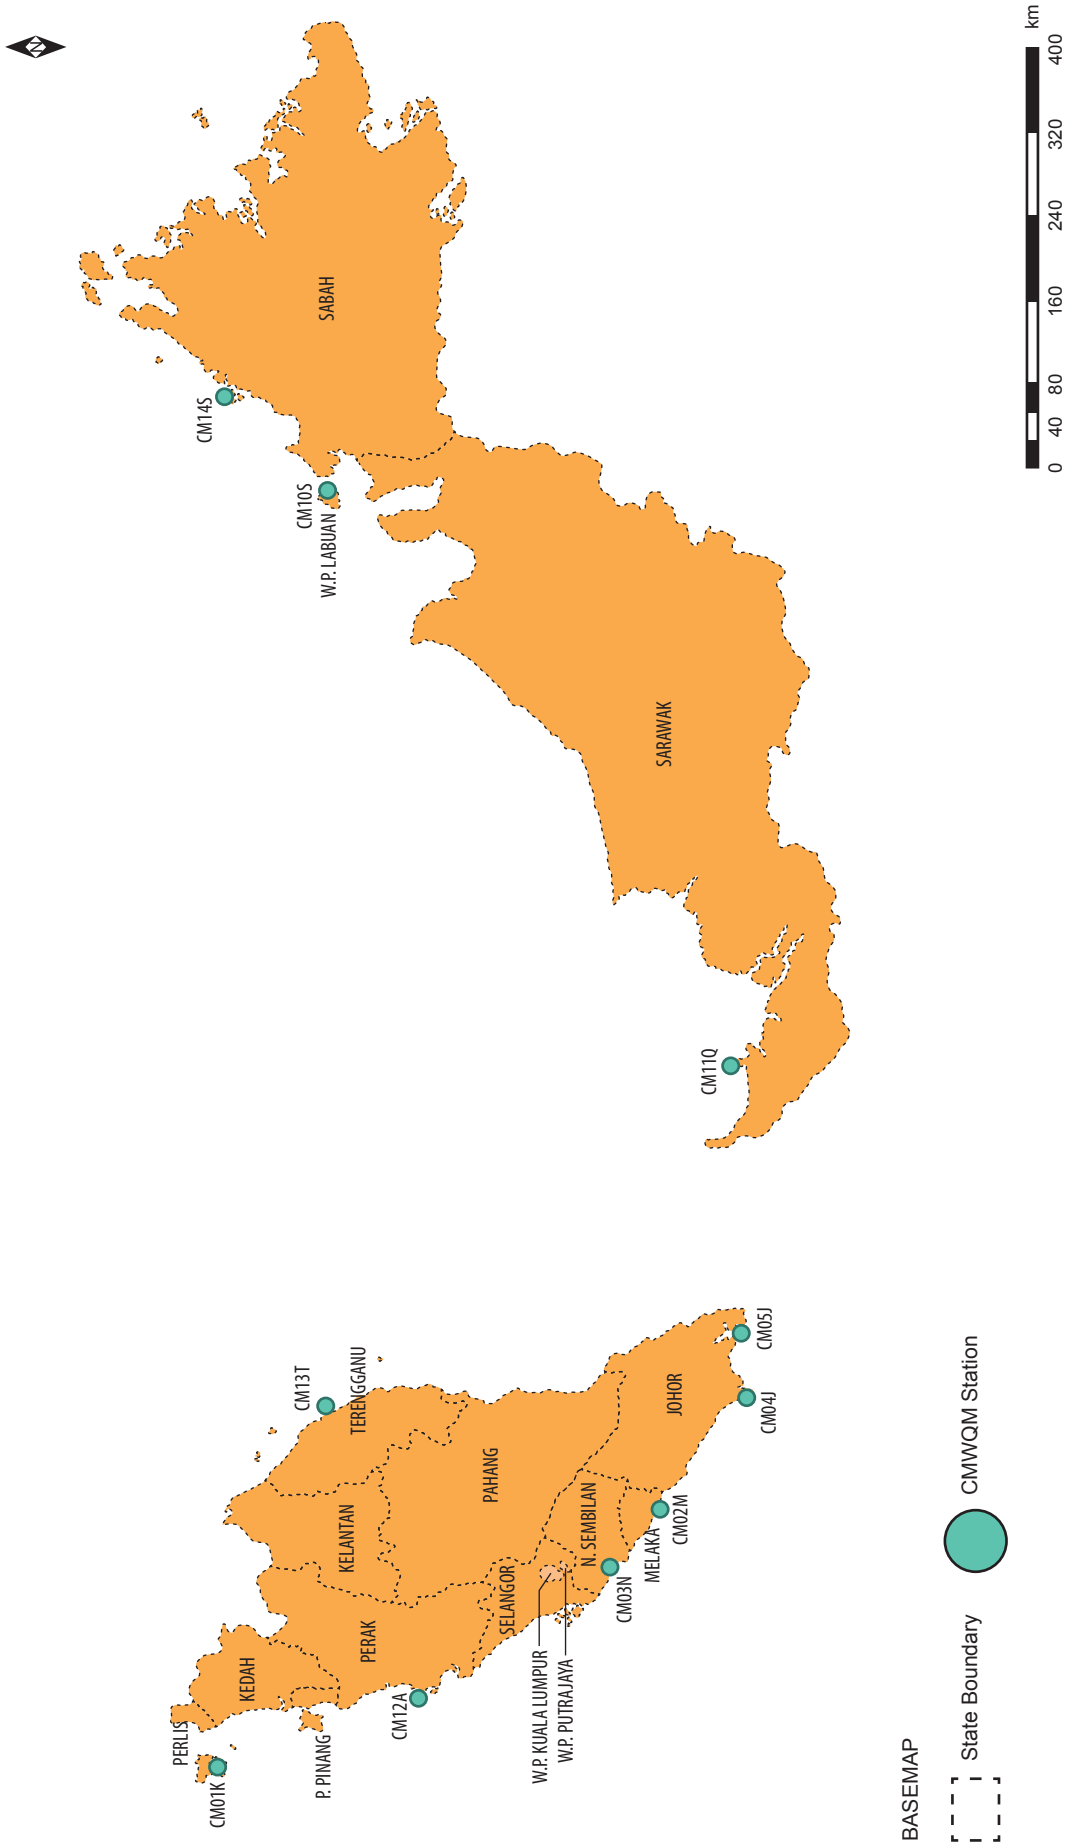 N
PERLIS
CM01K
KEDAH
P. PINANG
PERAK
CM12A
KELANTAN
CM13T
TERENGGANU
PAHANG
SELANGOR
W.P. KUALA LUMPUR
W.P. PUTRAJAYA
N. SEMBILAN
CM03N
MELAKA
CM02M
JOHOR
CM04J
CM05J
CM14S
SABAH
CM10S
W.P. LABUAN
SARAWAK
CM11Q
BASEMAP
State Boundary
CMWQM Station
km
0 40 80 160 240 320 400